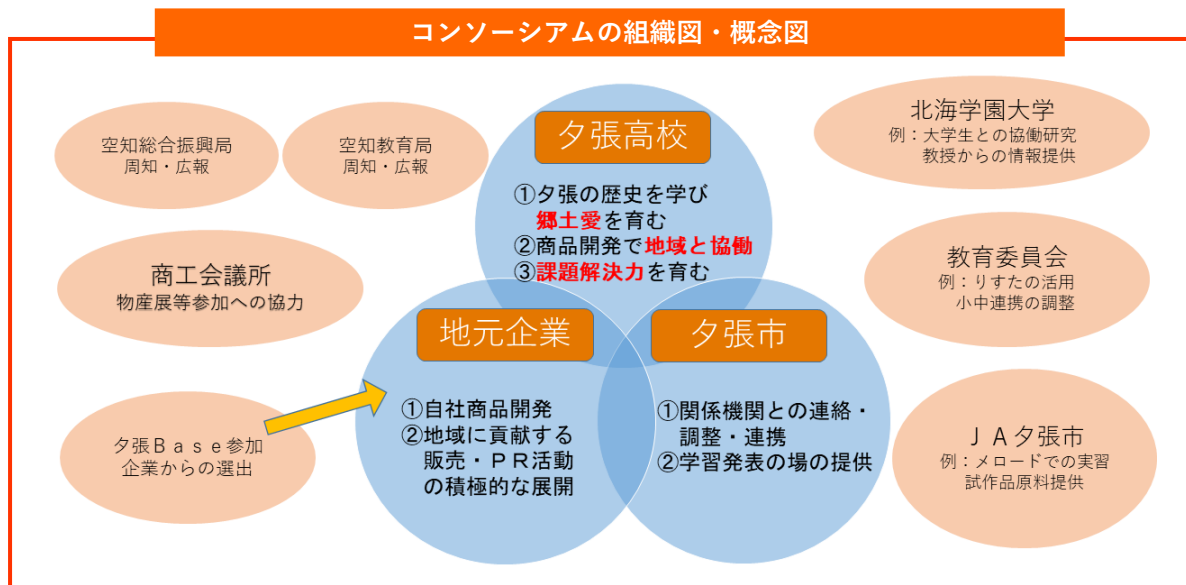 コンソーシアムの組織図・概念図
空知総合振興局
周知・広報
空知教育局
周知・広報
夕張高校
①夕張の歴史を学び
郷土愛を育む
②商品開発で地域と協働
③課題解決力を育む
北海学園大学
例：大学生との協働研究
教授からの情報提供
商工会議所
物産展等参加への協力
教育委員会
例：りすたの活用
小中連携の調整
地元企業
①自社商品開発
②地域に貢献する
販売・ＰＲ活動
の積極的な展開
夕張市
①関係機関との連絡・
調整・連携
②学習発表の場の提供
夕張Ｂａｓｅ参加
企業からの選出
ＪＡ夕張市
例：メロードでの実習
試作品原料提供